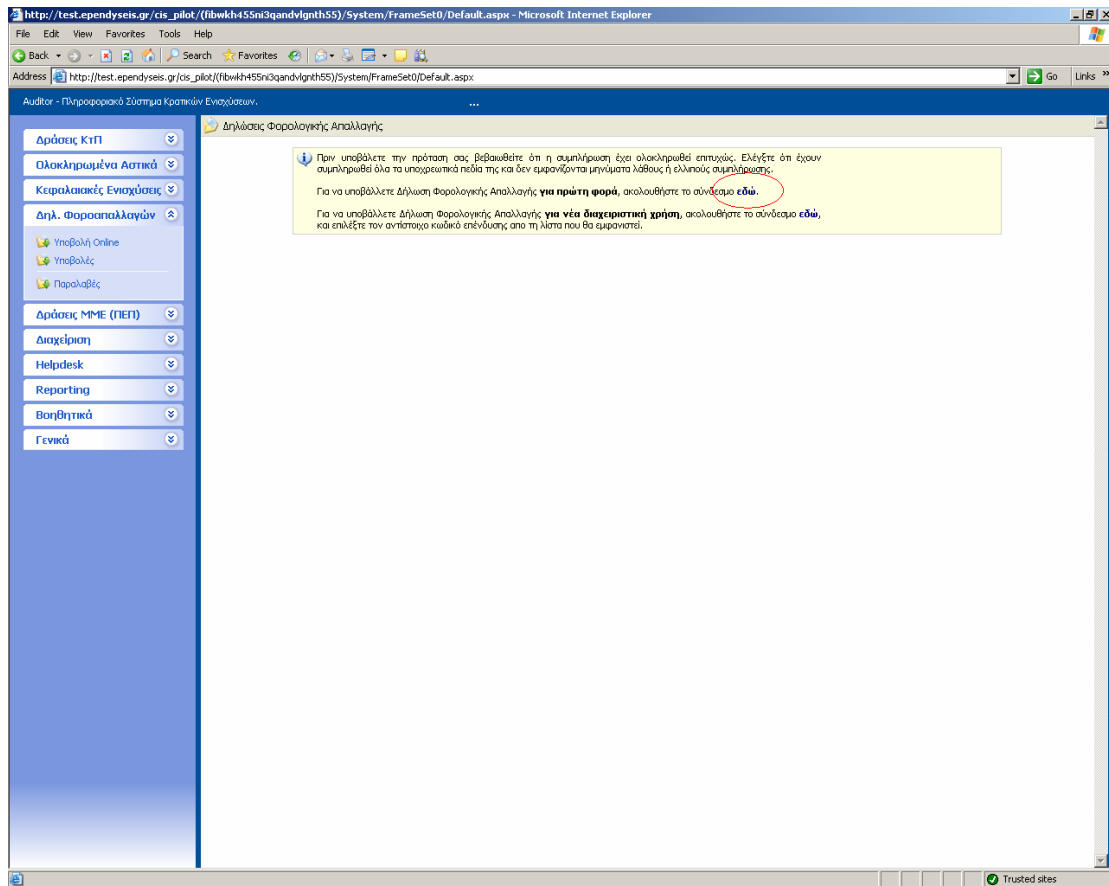 http://test.ependyseis.gr/cis_pilot/(fibwkh455ni3qandvlgnth55)/System/FrameSet0/Default.aspx - Microsoft Internet Explorer
File Edit View Favorites Tools Help
Back Search Favorites
Address http://test.ependyseis.gr/cis_pilot/(fibwkh455ni3qandvlgnth55)/System/FrameSet0/Default.aspx Go Links »
Auditor - Πληροφοριακό Σύστημα Κρατικών Ενισχύσεων. ...
Δηλώσεις Φορολογικής Απαλλαγής
Δράσεις ΚτΠ
Ολοκληρωμένα Αστικά
Κεφαλαιακές Ενισχύσεις
Δηλ. Φοροαπαλλαγών
Υποβολή Online
Υποβολές
Παραλαβές
Δράσεις ΜΜΕ (ΠΕΠ)
Διαχείριση
Helpdesk
Reporting
Βοηθητικά
Γενικά
Πριν υποβάλετε την πρόταση σας βεβαιωθείτε ότι η συμπλήρωση έχει ολοκληρωθεί επιτυχώς. Ελέγξτε ότι έχουν
συμπληρωθεί όλα τα υποχρεωτικά πεδία της και δεν εμφανίζονται μηνύματα λάθους ή ελλιπούς συμπλήρωσης.
Για να υποβάλλετε Δήλωση Φορολογικής Απαλλαγής για πρώτη φορά, ακολουθήστε το σύνδεσμο εδώ.
Για να υποβάλλετε Δήλωση Φορολογικής Απαλλαγής για νέα διαχειριστική χρήση, ακολουθήστε το σύνδεσμο εδώ,
και επιλέξτε τον αντίστοιχο κωδικό επένδυσης απο τη λίστα που θα εμφανιστεί.
Trusted sites